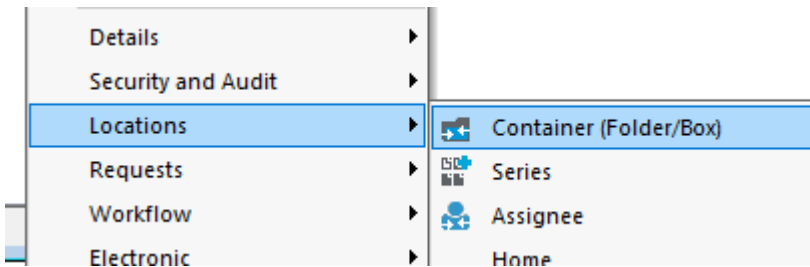 Details
Security and Audit
Locations
Container (Folder/Box)
Requests
Series
Workflow
Assignee
Electronic
Home